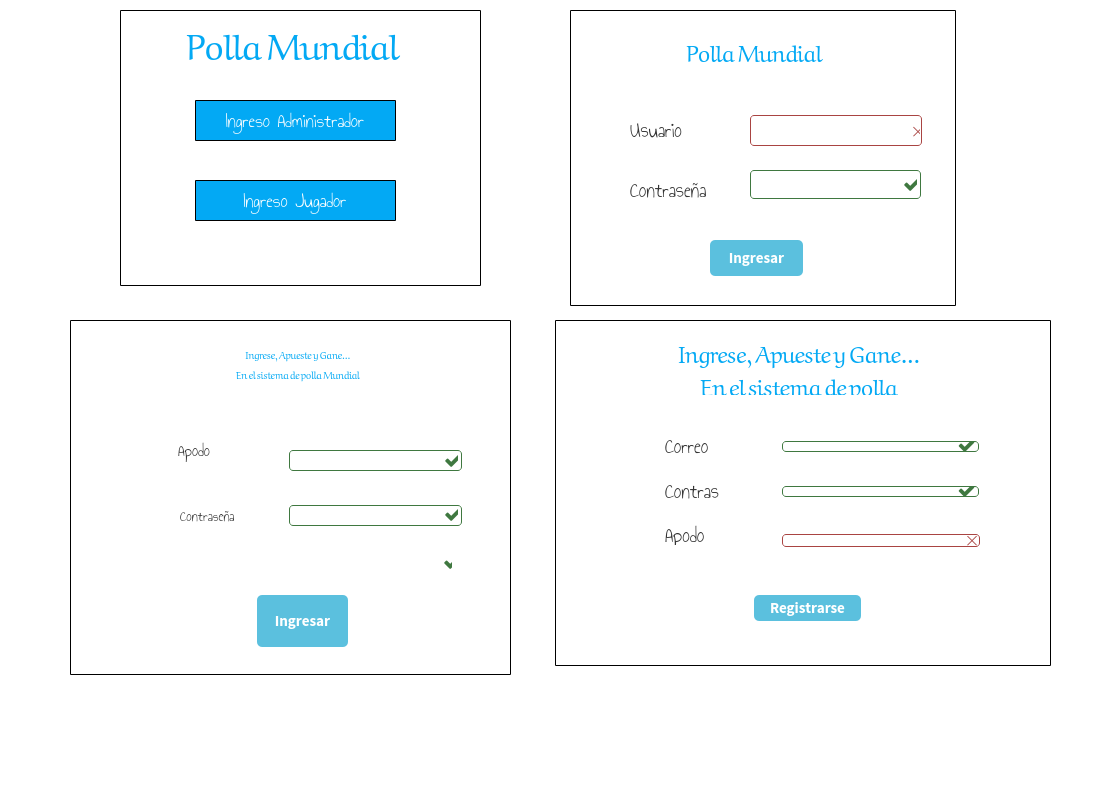 Polla Mundial
Ingreso Administrador
Ingreso Jugador
Polla Mundial
Usuario
Contraseña
Ingresar
Ingrese, Apueste y Gane...
En el sistema de polla Mundial
Apodo
Contraseña
Ingresar
Ingrese, Apueste y Gane...
En el sistema de polla
Correo
Contras
Apodo
Registrarse